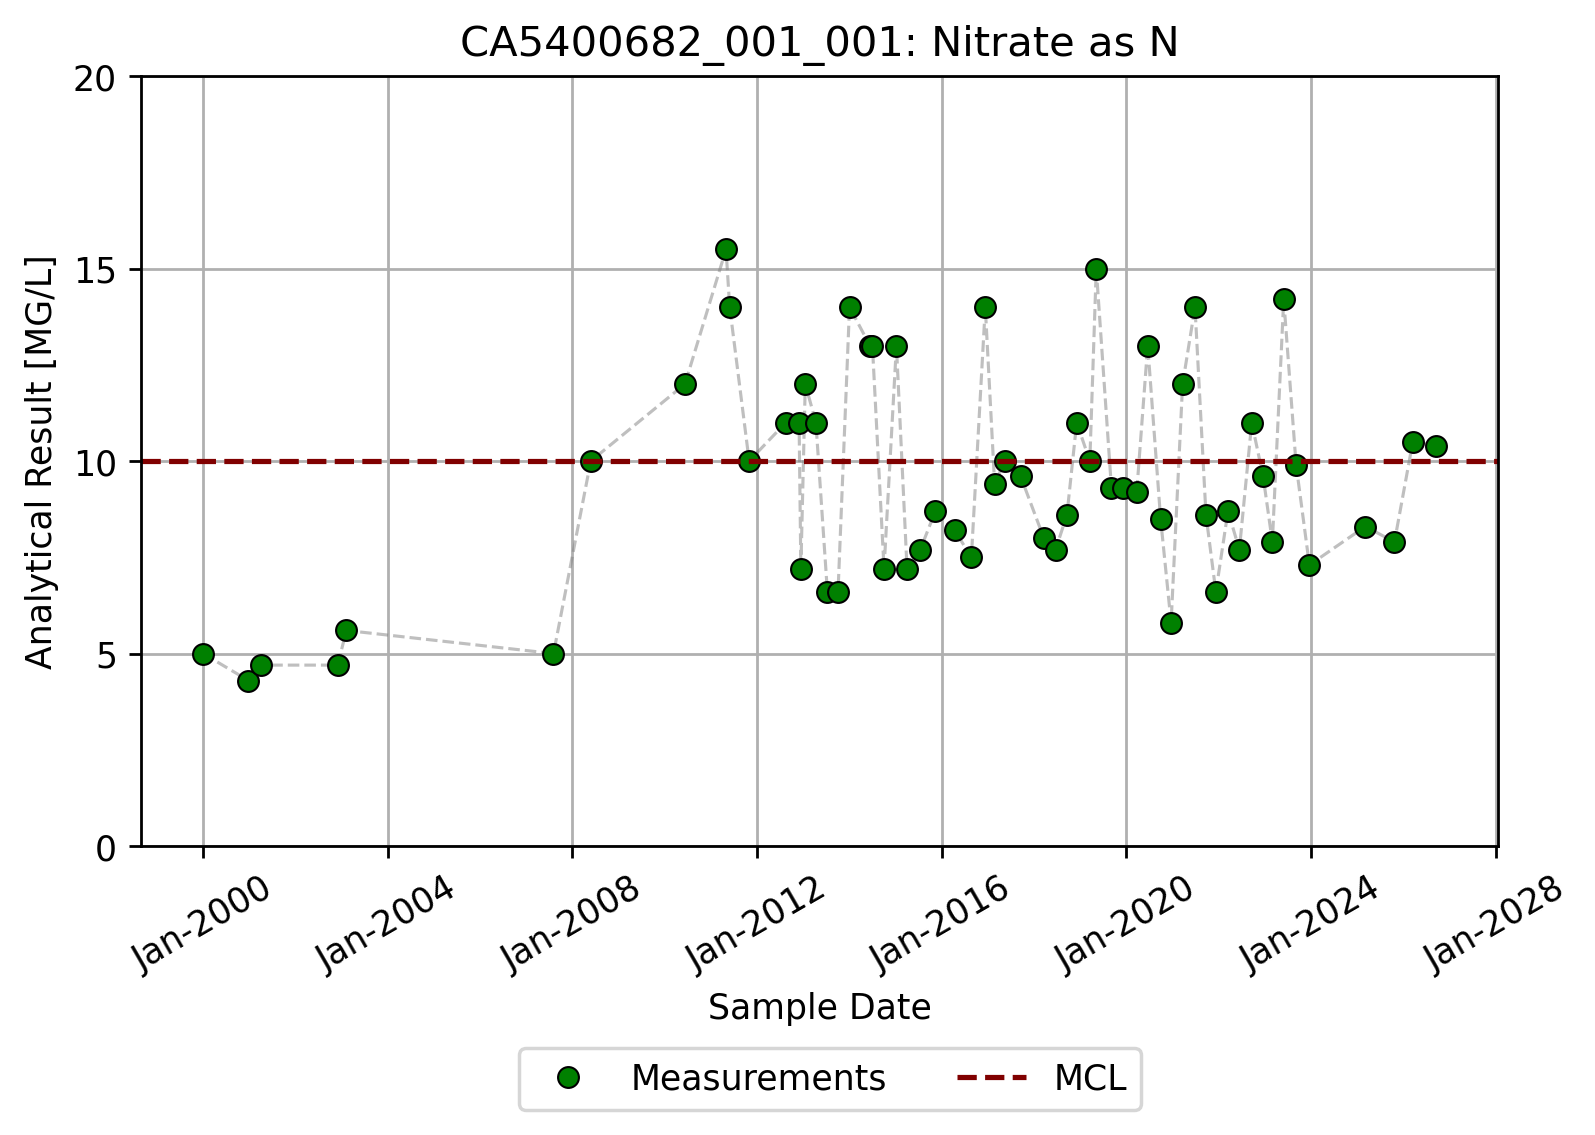 CA5400682_001_001: Nitrate as N
Analytical Result [MG/L]
20
15
10
5
0
Jan-2000
Jan-2004
Jan-2008
Jan-2012
Jan-2016
Jan-2020
Jan-2024
Jan-2028
Sample Date
Measurements
MCL